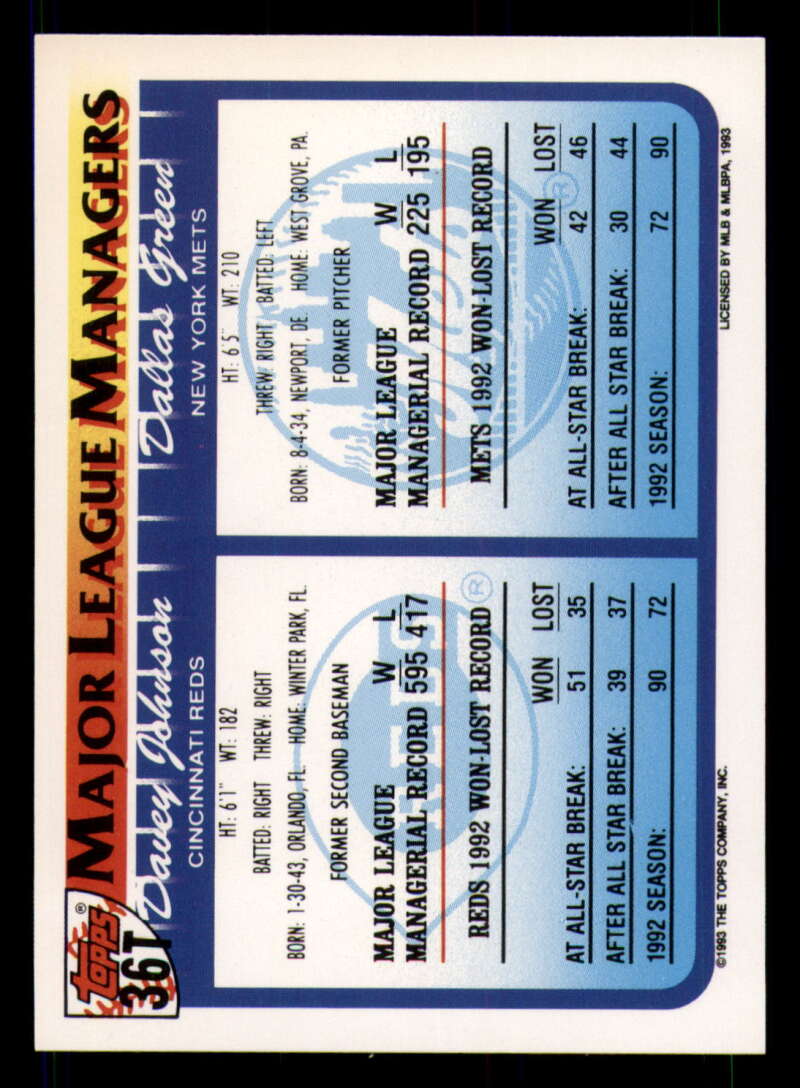 TOPPS®
36T
MAJOR LEAGUE MANAGERS
Davey Johnson
CINCINNATI REDS
HT: 6'1" WT: 182
BATTED: RIGHT THREW: RIGHT
BORN: 1-30-43, ORLANDO, FL. HOME: WINTER PARK, FL.
FORMER SECOND BASEMAN
MAJOR LEAGUE W L
MANAGERIAL RECORD 595 417
REDS 1992 WON-LOST RECORD
WON LOST
AT ALL-STAR BREAK: 51 35
AFTER ALL STAR BREAK: 39 37
1992 SEASON: 90 72
REDS ®
Dallas Green
NEW YORK METS
HT: 6'5" WT: 210
THREW: RIGHT BATTED: LEFT
BORN: 8-4-34, NEWPORT, DE HOME: WEST GROVE, PA.
FORMER PITCHER
MAJOR LEAGUE W L
MANAGERIAL RECORD 225 195
METS 1992 WON-LOST RECORD
WON LOST
AT ALL-STAR BREAK: 42 46
AFTER ALL STAR BREAK: 30 44
1992 SEASON: 72 90
Mets ®
©1993 THE TOPPS COMPANY, INC.
LICENSED BY MLB & MLBPA, 1993